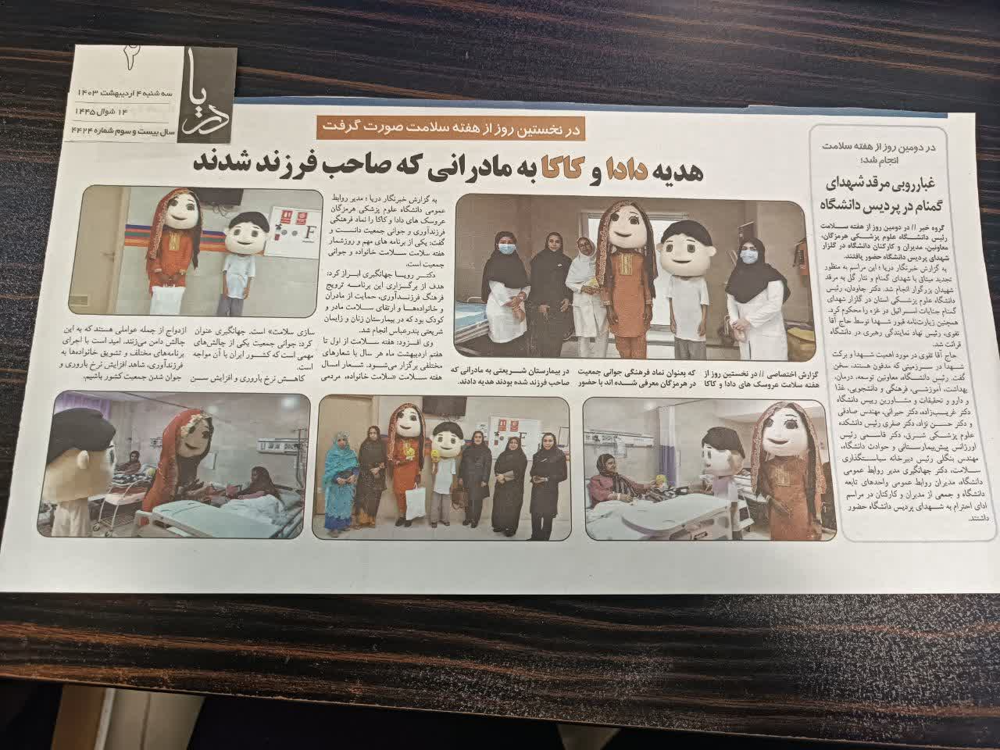 ۲
دریا
سه شنبه ۴ اردیبهشت ۱۴۰۳
۱۴ شوال ۱۴۴۵
سال بیست و سوم شماره ۴۴۲۴
در نخستین روز از هفته سلامت صورت گرفت
هدیه دادا و کاکا به مادرانی که صاحب فرزند شدند
گزارش اختصاصی // در نخستین روز از
هفته سلامت عروسک های دادا و کاکا
که بعنوان نماد فرهنگی جوانی جمعیت
در هرمزگان معرفی شده اند با حضور
در بیمارستان شریعتی به مادرانی که
صاحب فرزند شده بودند هدیه دادند.
به گزارش خبرنگار دریا ؛ مدیر روابط
عمومی دانشگاه علوم پزشکی هرمزگان
عروسک های دادا و کاکا را نماد فرهنگی
فرزندآوری و جوانی جمعیت دانست و
گفت: یکی از برنامه های مهم و روزشمار
هفته سلامت سلامت خانواده و جوانی
جمعیت است.
دکتر رویا جهانگیری ابراز کرد:
هدف از برگزاری این برنامه ترویج
فرهنگ فرزندآوری، حمایت از مادران
و خانواده‌ها و ارتقای سلامت مادر و
کودک بود که در بیمارستان زنان و زایمان
شریعتی بندرعباس انجام شد.
وی افزود: هفته سلامت از اول تا
هفتم اردیبهشت ماه هر سال با شعارهای
مختلفی برگزار می‌شود. شعار امسال
هفته سلامت «سلامت خانواده، مردمی
سازی سلامت» است. جهانگیری عنوان
کرد: جوانی جمعیت یکی از چالش‌های
مهمی است که کشور ایران با آن مواجه
است.
کاهش نرخ باروری و افزایش سن
ازدواج از جمله عواملی هستند که به این
چالش دامن می‌زنند. امید است با اجرای
برنامه‌های مختلف و تشویق خانواده‌ها به
فرزندآوری، شاهد افزایش نرخ باروری و
جوان شدن جمعیت کشور باشیم.
در دومین روز از هفته سلامت
انجام شد؛
غبارروبی مرقد شهدای
گمنام در پردیس دانشگاه
گروه خبر // در دومین روز از هفته سلامت
رئیس دانشگاه علوم پزشکی هرمزگان،
معاونین، مدیران و کارکنان دانشگاه در گلزار
شهدای پردیس دانشگاه حضور یافتند.
به گزارش خبرنگار دریا ؛ این مراسم به منظور
تجدید میثاق با شهدای گمنام و نثار گل به مرقد
شهیدان بزرگوار انجام شد. دکتر جاودان، رئیس
دانشگاه علوم پزشکی استان در گلزار شهدای
گمنام جنایات اسرائیل در غزه را محکوم کرد.
همچنین زیارت‌نامه قبور شهدا توسط حاج آقا
تقوی، رئیس نهاد نمایندگی رهبری در دانشگاه
قرائت شد.
حاج آقا تقوی در مورد اهمیت شهدا و برکت
شهدا در سرزمینی که مدفون هستند، سخن
گفت. رئیس دانشگاه، معاونین توسعه، درمان،
بهداشت، آموزشی، فرهنگی و دانشجویی، غذا
و دارو و تحقیقات و مشاورین رییس دانشگاه
دکتر غریب‌زاده، دکتر حیرانی، مهندس صادقی
و دکتر حسن نژاد، دکتر صفری رئیس دانشکده
علوم پزشکی شرق، دکتر قاسمی رئیس
اورژانس پیش‌بیمارستانی و حوادث دانشگاه،
مهندس بنگلی رئیس دبیرخانه سیاستگذاری
سلامت، دکتر جهانگیری مدیر روابط عمومی
دانشگاه، مدیران روابط عمومی واحدهای تابعه
دانشگاه و جمعی از مدیران و کارکنان در مراسم
ادای احترام به شهدای پردیس دانشگاه حضور
داشتند.